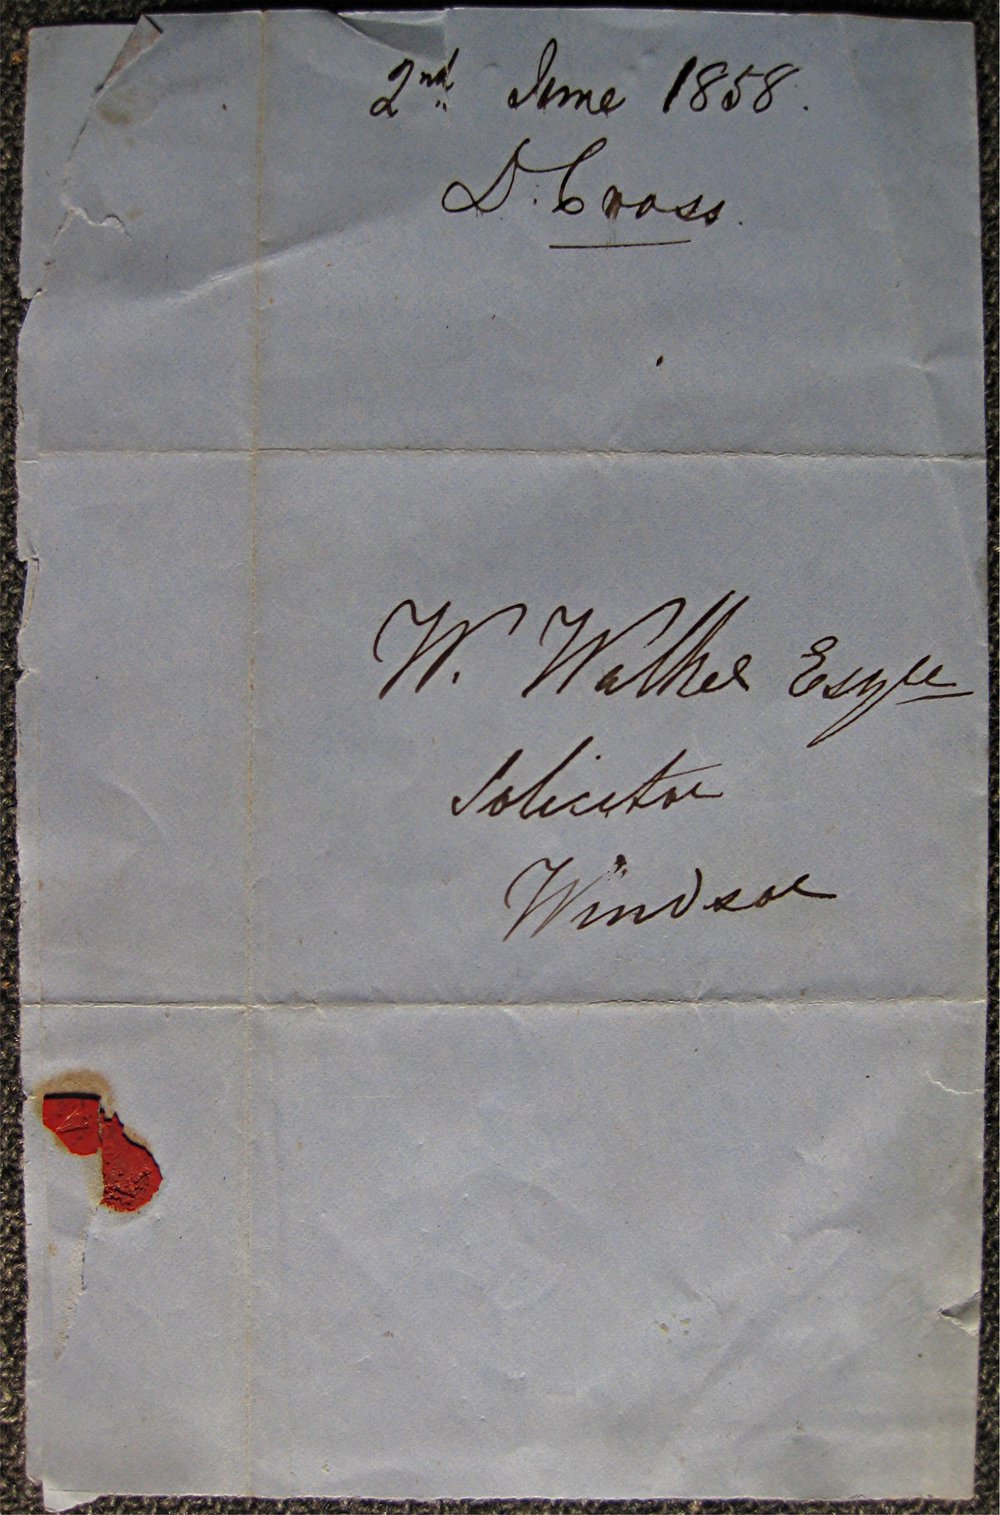 2nd June 1858.
D. Cross.
W. Walker Esqre
Solicitor
Windsor